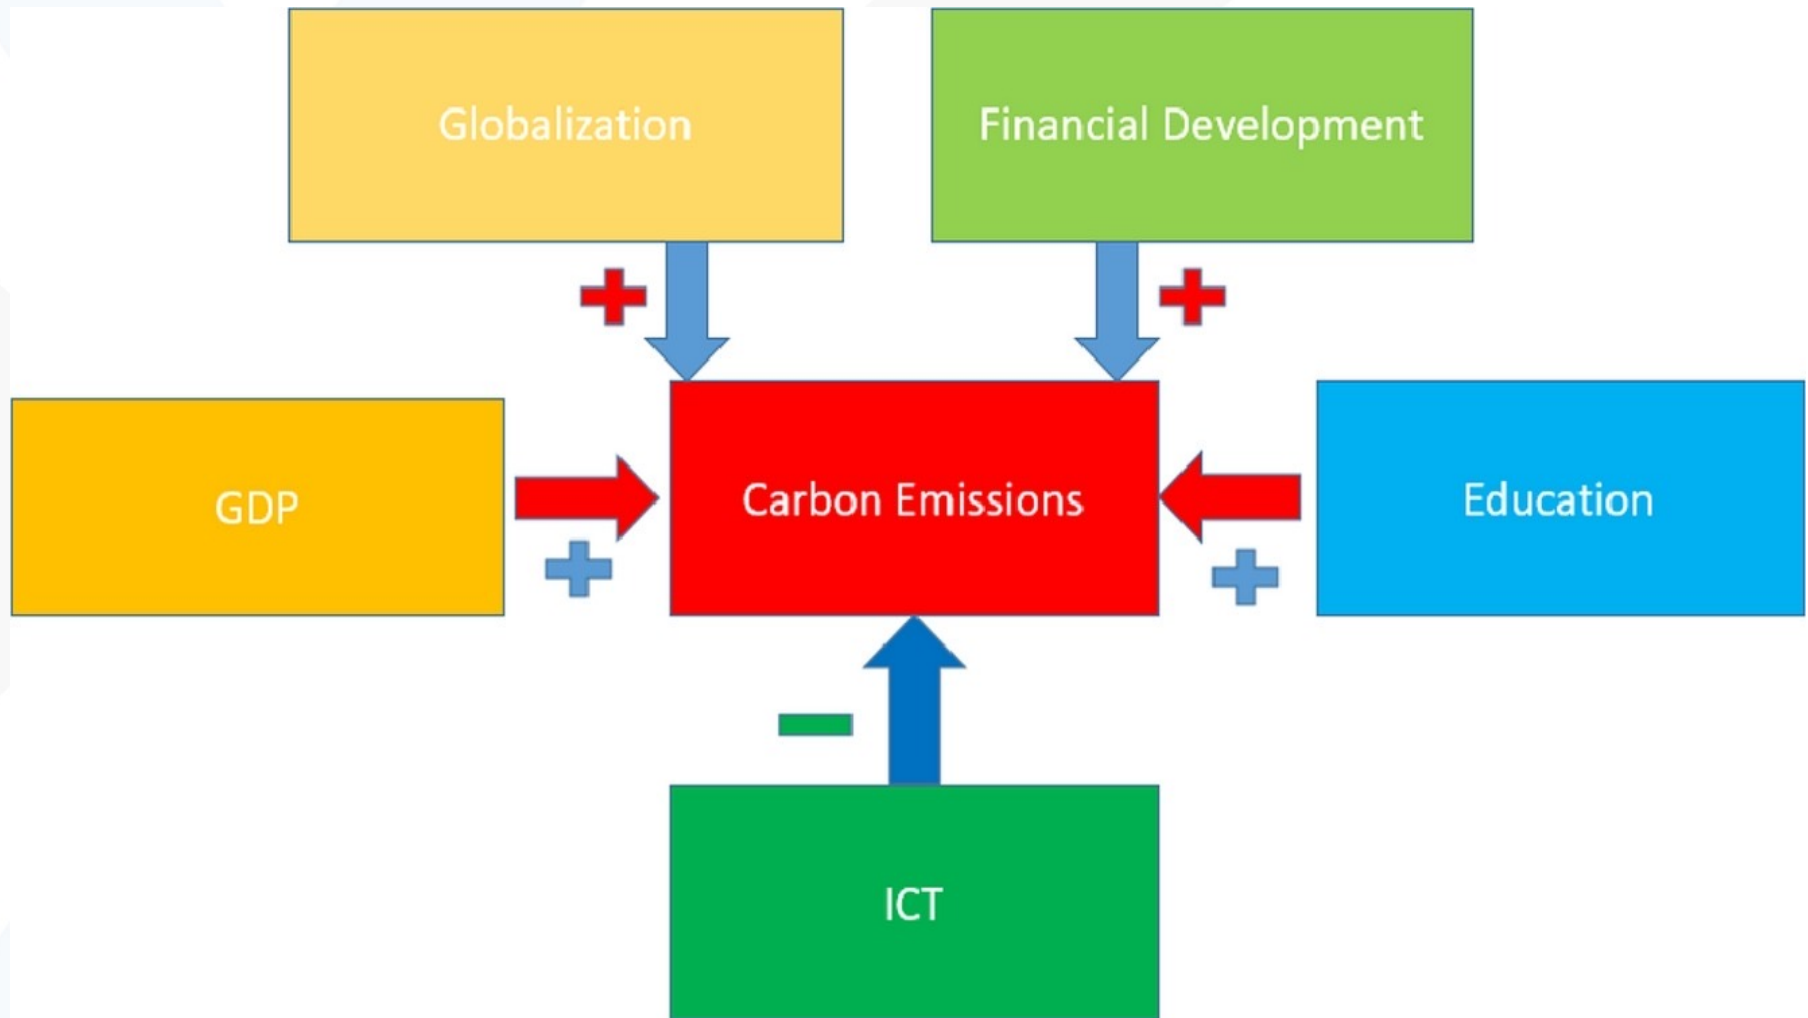 Globalization
Financial Development
GDP
Carbon Emissions
Education
ICT